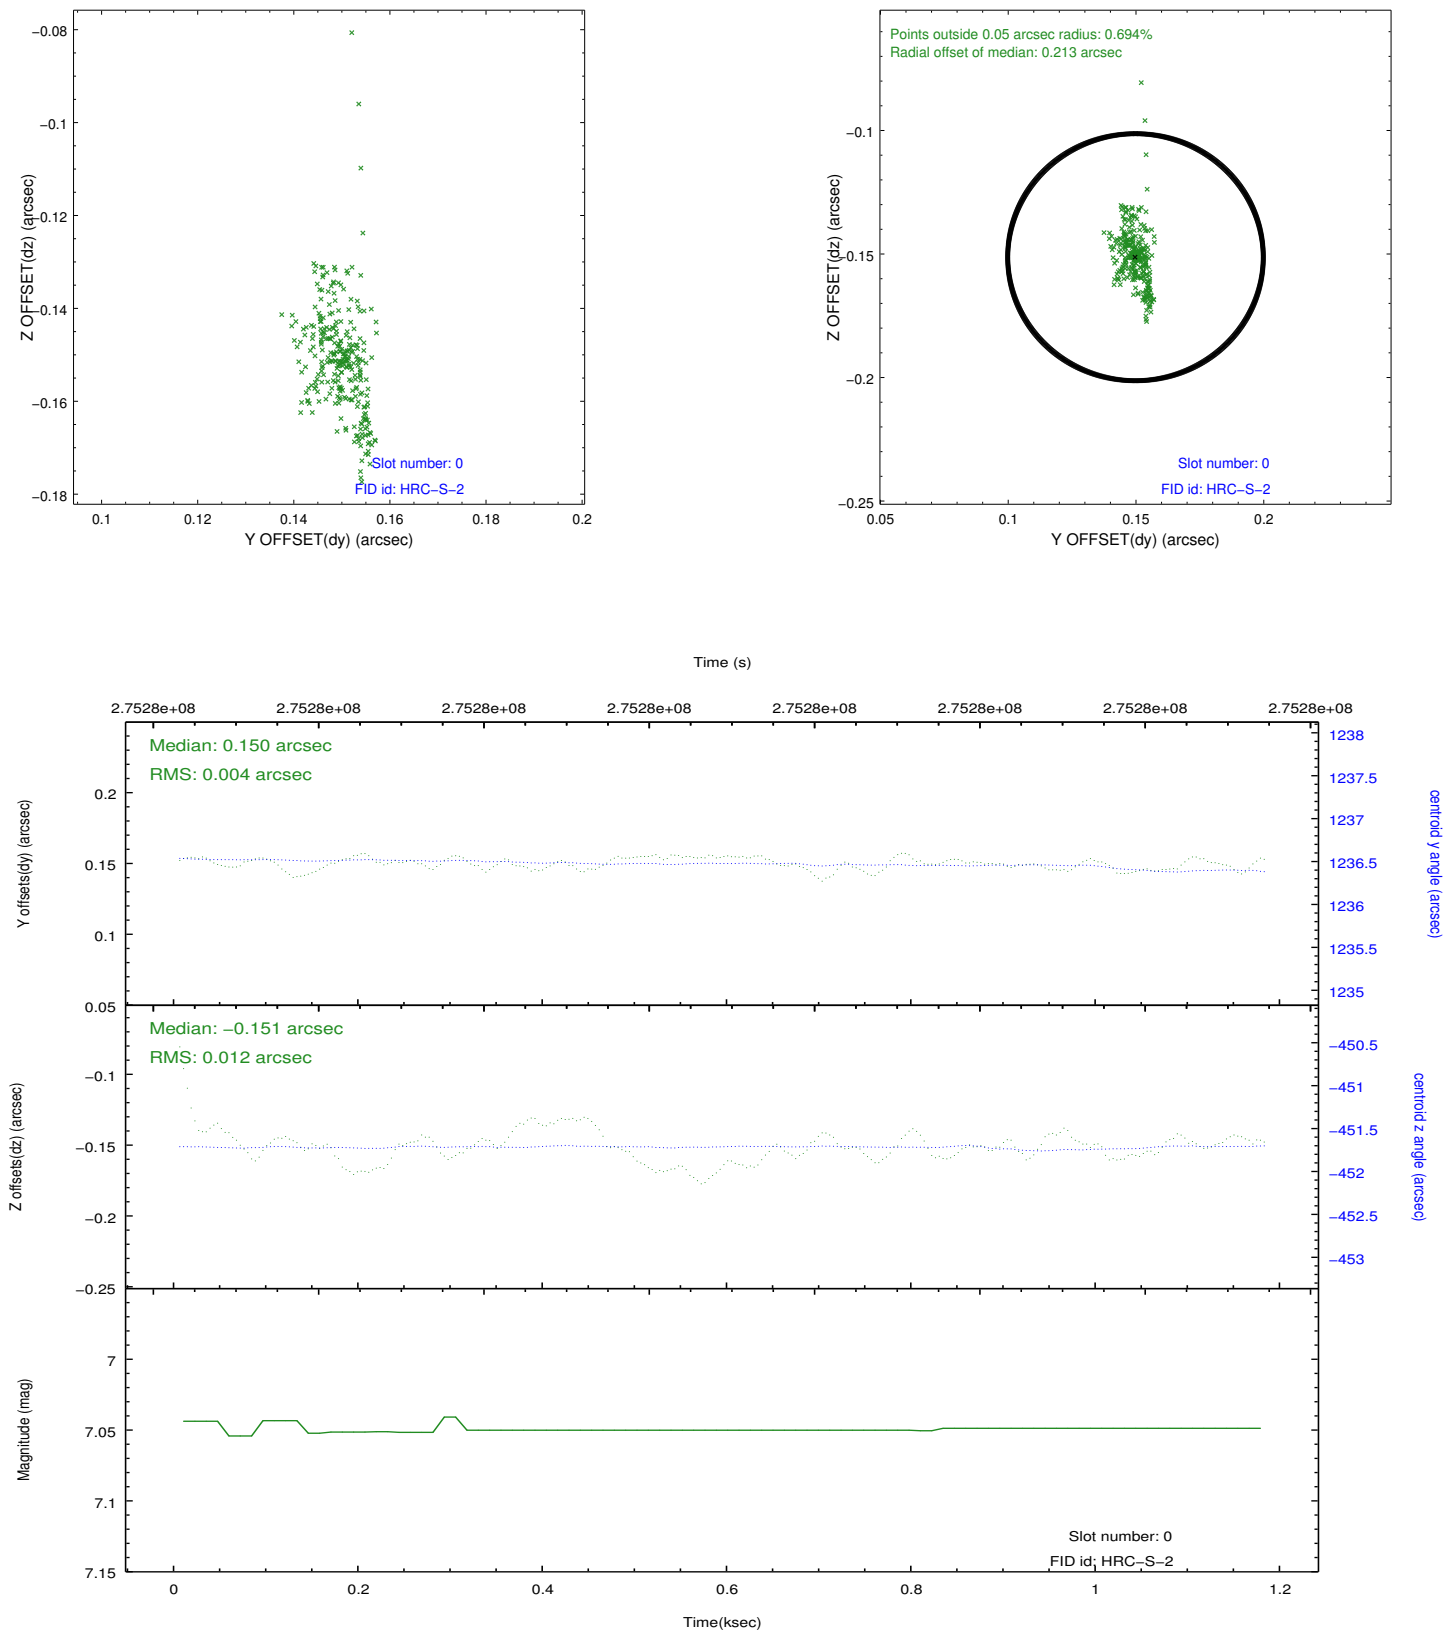 −0.08
−0.1
−0.12
−0.14
−0.16
−0.18
Z OFFSET(dz) (arcsec)
0.1 0.12 0.14 0.16 0.18 0.2
Y OFFSET(dy) (arcsec)
Slot number: 0
FID id: HRC−S−2
Points outside 0.05 arcsec radius: 0.694%
Radial offset of median: 0.213 arcsec
−0.1
−0.15
−0.2
−0.25
Z OFFSET(dz) (arcsec)
0.05 0.1 0.15 0.2
Y OFFSET(dy) (arcsec)
Slot number: 0
FID id: HRC−S−2
Time (s)
2.7528e+08 2.7528e+08 2.7528e+08 2.7528e+08 2.7528e+08 2.7528e+08 2.7528e+08 2.7528e+08
Median: 0.150 arcsec
RMS: 0.004 arcsec
0.2
0.15
0.1
0.05
Y offsets(dy) (arcsec)
1238
1237.5
1237
1236.5
1236
1235.5
1235
centroid y angle (arcsec)
Median: −0.151 arcsec
RMS: 0.012 arcsec
−0.1
−0.15
−0.2
−0.25
Z offsets(dz) (arcsec)
−450.5
−451
−451.5
−452
−452.5
−453
centroid z angle (arcsec)
7
7.05
7.1
7.15
Magnitude (mag)
Slot number: 0
FID id: HRC−S−2
0 0.2 0.4 0.6 0.8 1 1.2
Time(ksec)